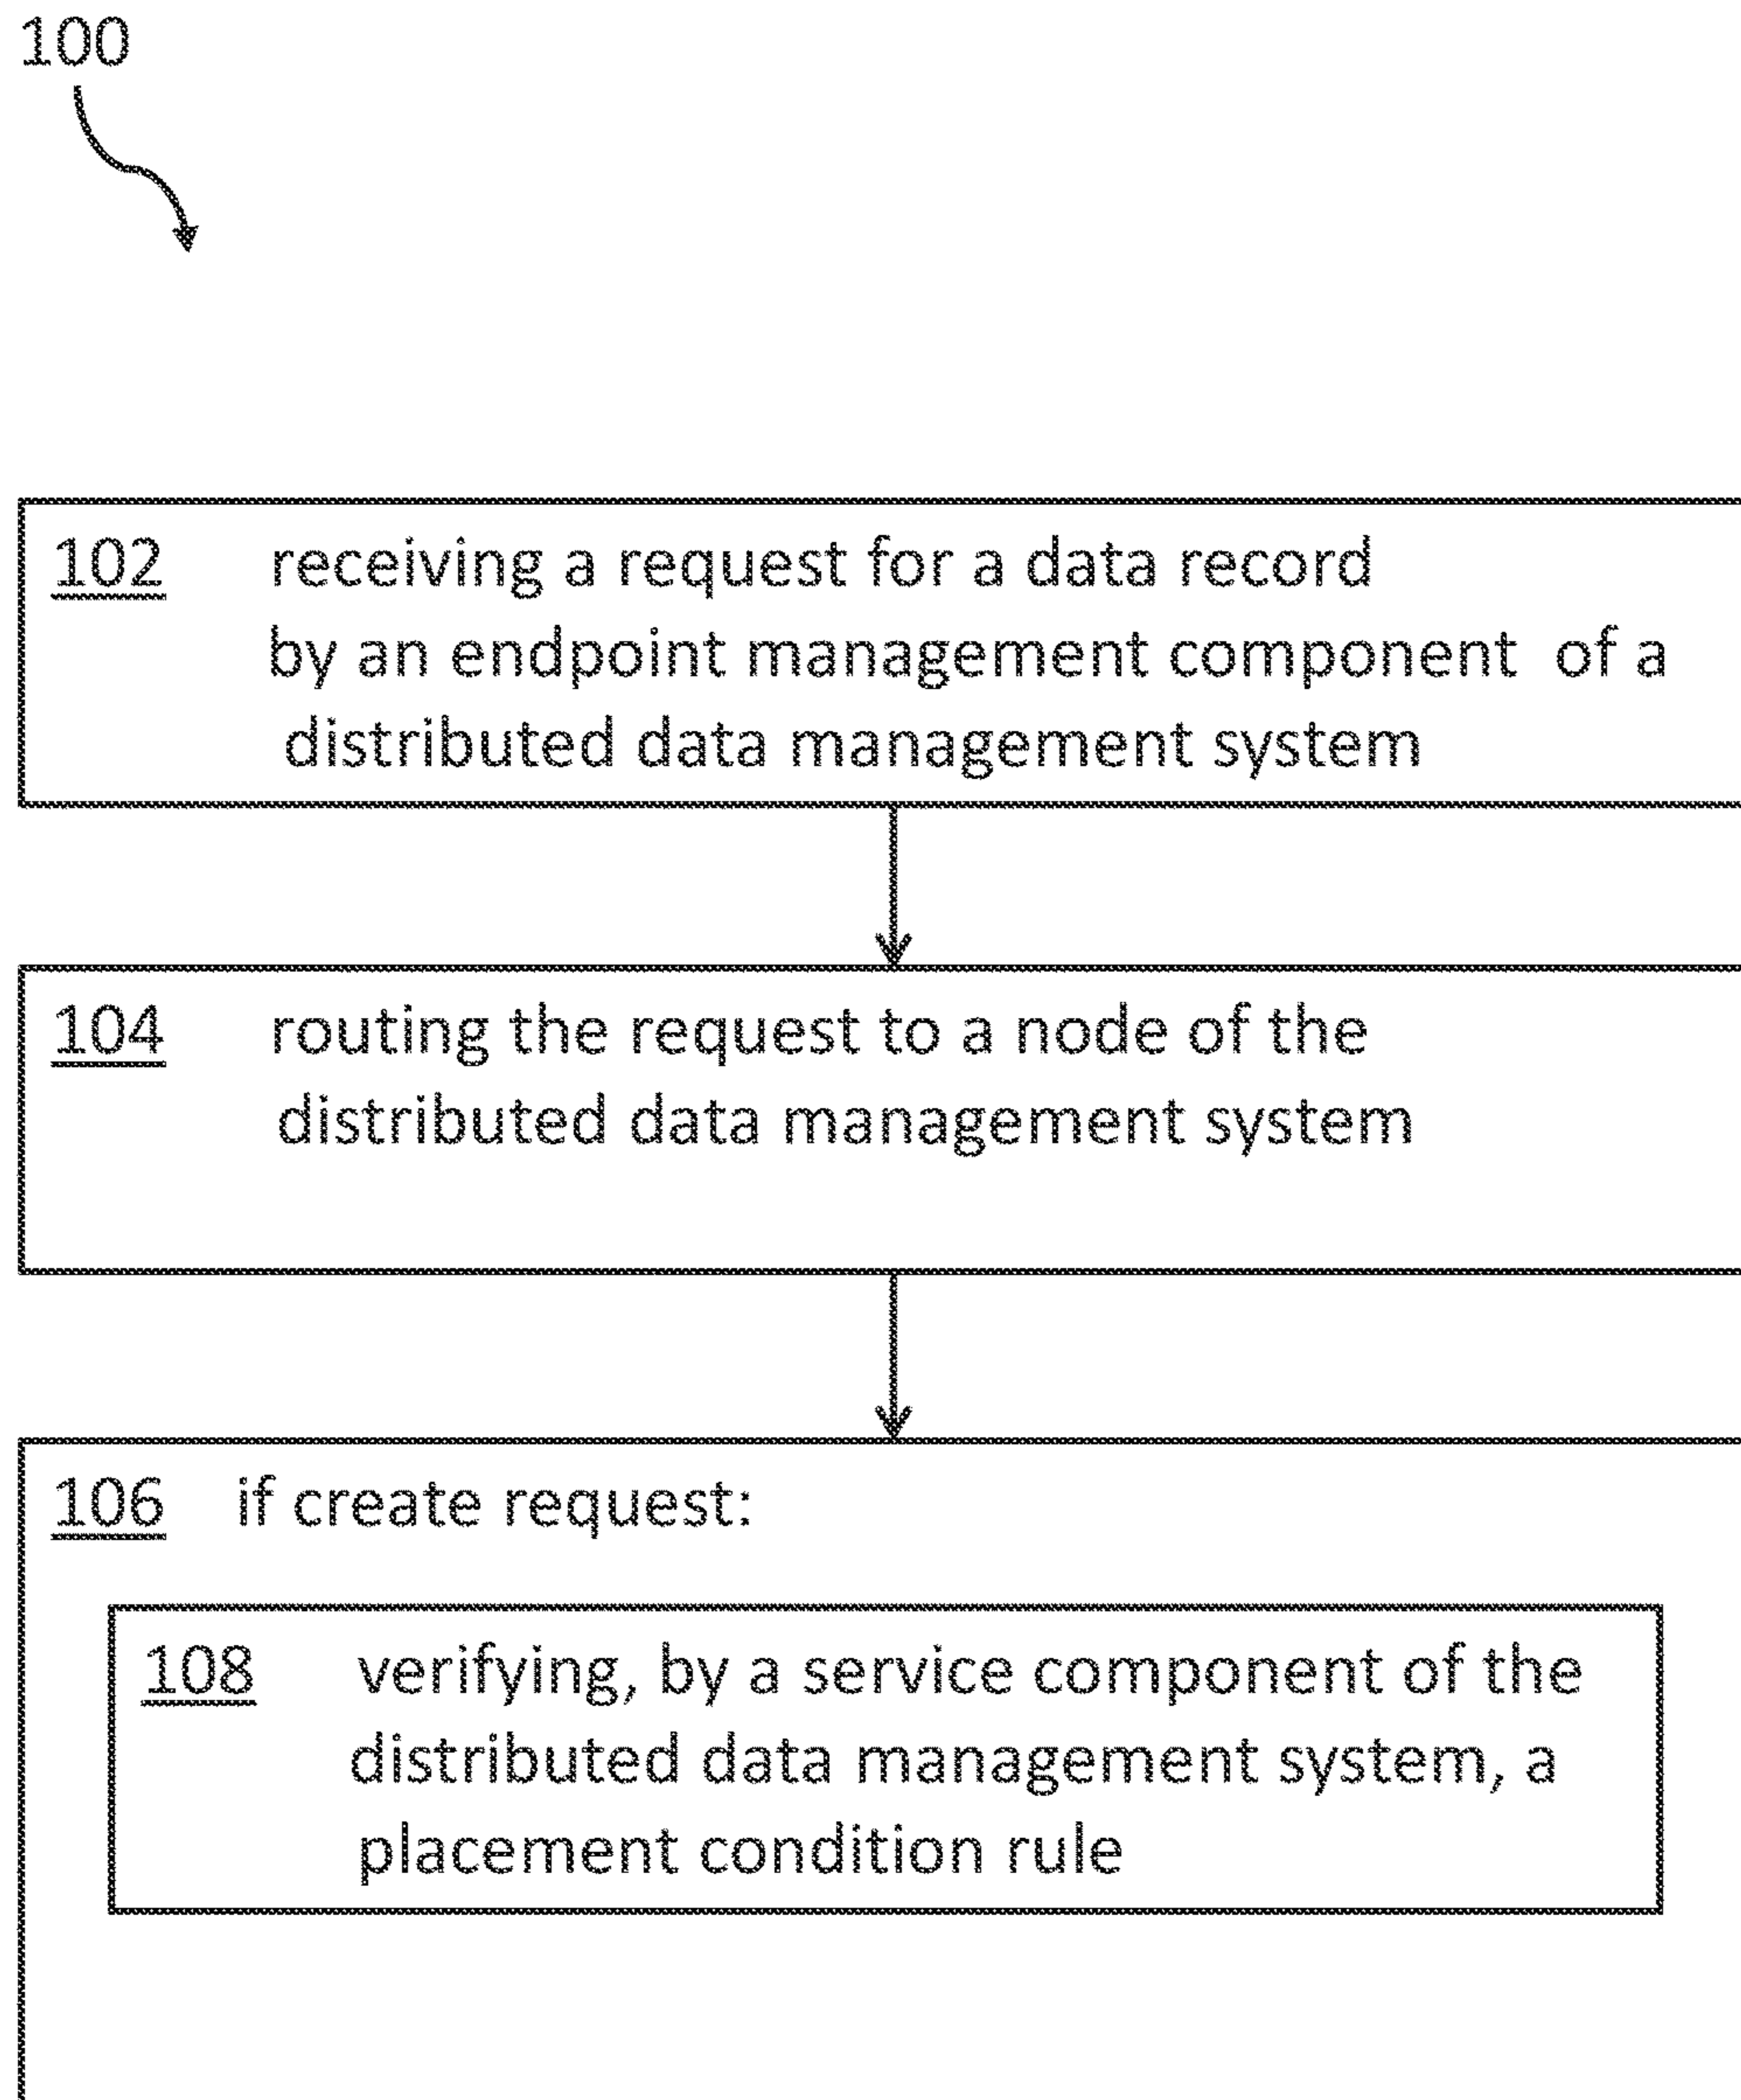 100
102 receiving a request for a data record
by an endpoint management component of a
distributed data management system
104 routing the request to a node of the
distributed data management system
106 if create request:
108 verifying, by a service component of the
distributed data management system, a
placement condition rule